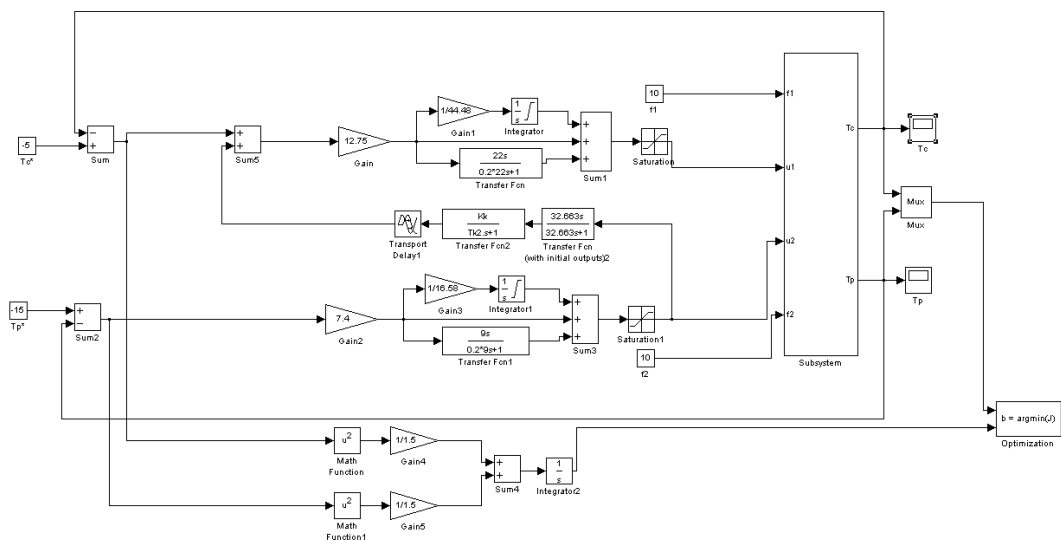 -5
Tc*
Sum
Sum5
12.75
Gain
1/44.48
Gain1
1
s
Integrator
22s
0.2*22s+1
Transfer Fcn
Sum1
Saturation
10
f1
f1
u1
u2
f2
Tc
Tp
Subsystem
Tc
Mux
Mux
Tp
Transport
Delay1
Kk
Tk2.s+1
Transfer Fcn2
32.663s
32.663s+1
Transfer Fcn
(with initial outputs)2
-15
Tp*
Sum2
7.4
Gain2
1/16.58
Gain3
1
s
Integrator1
9s
0.2*9s+1
Transfer Fcn1
Sum3
Saturation1
10
f2
b = argmin(J)
Optimization
u²
Math
Function
1/1.5
Gain4
Sum4
1
s
Integrator2
u²
Math
Function1
1/1.5
Gain5